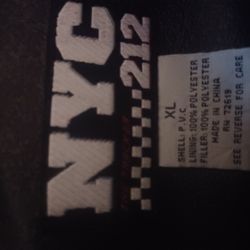 NYC
212
XL
SHELL: P.V.C.
LINING: 100% POLYESTER
FILLER: 100% POLYESTER
MADE IN CHINA
RN 72619
SEE REVERSE FOR CARE